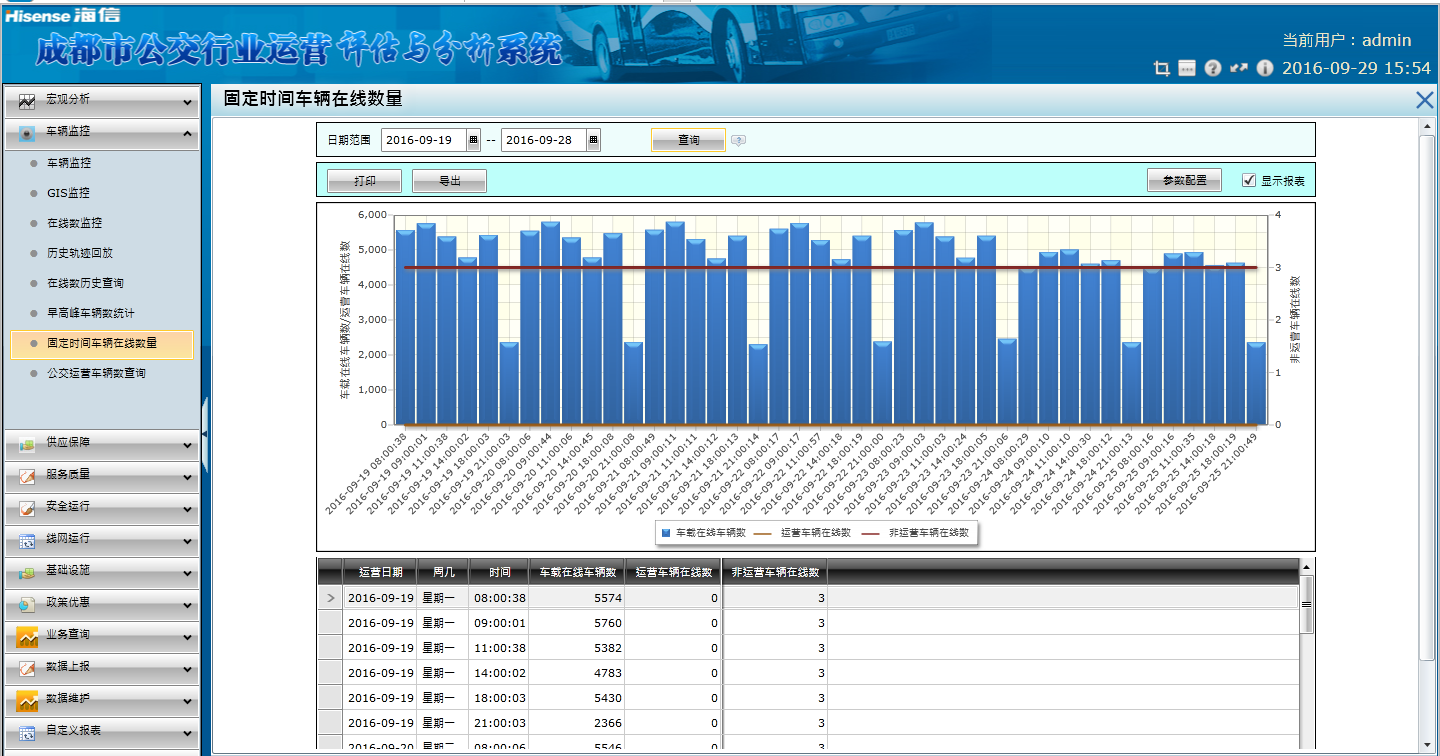 Hisense 海信
成都市公交行业运营评估与分析系统
当前用户：admin
2016-09-29 15:54
宏观分析
车辆监控
车辆监控
GIS监控
在线数监控
历史轨迹回放
在线数历史查询
早高峰车辆数统计
固定时间车辆在线数量
公交运营车辆数查询
供应保障
服务质量
安全运行
线网运行
基础设施
政策优惠
业务查询
数据上报
数据维护
自定义报表
固定时间车辆在线数量
日期范围 2016-09-19 -- 2016-09-28 查询
打印 导出 参数配置 显示报表
车载在线车辆数/运营车辆在线数
6,000
5,000
4,000
3,000
2,000
1,000
0
4
3
2
1
0
非运营车辆在线数
2016-09-19 08:00:38
2016-09-19 09:00:01
2016-09-19 11:00:38
2016-09-19 14:00:02
2016-09-19 18:00:03
2016-09-19 21:00:03
2016-09-20 08:00:06
2016-09-20 09:00:44
2016-09-20 11:00:06
2016-09-20 14:00:45
2016-09-20 18:00:08
2016-09-20 21:00:08
2016-09-21 08:00:49
2016-09-21 09:00:11
2016-09-21 11:00:11
2016-09-21 14:00:12
2016-09-21 18:00:13
2016-09-21 21:00:14
2016-09-22 08:00:17
2016-09-22 09:00:17
2016-09-22 11:00:57
2016-09-22 14:00:18
2016-09-22 18:00:19
2016-09-22 21:00:00
2016-09-23 08:00:23
2016-09-23 09:00:03
2016-09-23 11:00:03
2016-09-23 14:00:24
2016-09-23 18:00:05
2016-09-23 21:00:06
2016-09-24 08:00:29
2016-09-24 09:00:10
2016-09-24 11:00:10
2016-09-24 14:00:30
2016-09-24 18:00:12
2016-09-24 21:00:13
2016-09-25 08:00:16
2016-09-25 09:00:16
2016-09-25 11:00:35
2016-09-25 14:00:18
2016-09-25 18:00:19
2016-09-25 21:00:49
车载在线车辆数 运营车辆在线数 非运营车辆在线数
运营日期 周几 时间 车载在线车辆数 运营车辆在线数 非运营车辆在线数
2016-09-19 星期一 08:00:38 5574 0 3
2016-09-19 星期一 09:00:01 5760 0 3
2016-09-19 星期一 11:00:38 5382 0 3
2016-09-19 星期一 14:00:02 4783 0 3
2016-09-19 星期一 18:00:03 5430 0 3
2016-09-19 星期一 21:00:03 2366 0 3
2016-09-20 星期二 08:00:06 5546 0 3